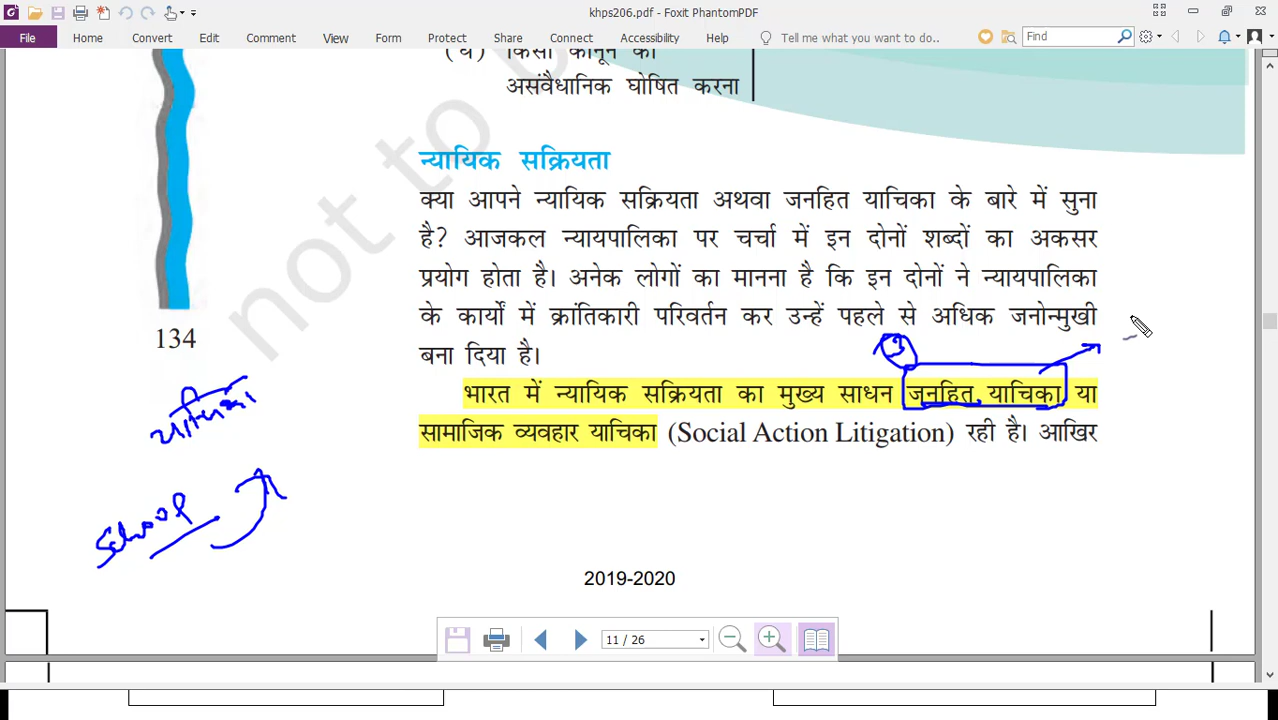 khps206.pdf - Foxit PhantomPDF
File Home Convert Edit Comment View Form Protect Share Connect Accessibility Help Tell me what you want to do.. Find
(घ) किसी कानून को
असंवैधानिक घोषित करना
न्यायिक सक्रियता
क्या आपने न्यायिक सक्रियता अथवा जनहित याचिका के बारे में सुना
है? आजकल न्यायपालिका पर चर्चा में इन दोनों शब्दों का अकसर
प्रयोग होता है। अनेक लोगों का मानना है कि इन दोनों ने न्यायपालिका
के कार्यों में क्रांतिकारी परिवर्तन कर उन्हें पहले से अधिक जनोन्मुखी
बना दिया है।
134
भारत में न्यायिक सक्रियता का मुख्य साधन जनहित याचिका या
सामाजिक व्यवहार याचिका (Social Action Litigation) रही है। आखिर
not to b
School
2019-2020
11 / 26